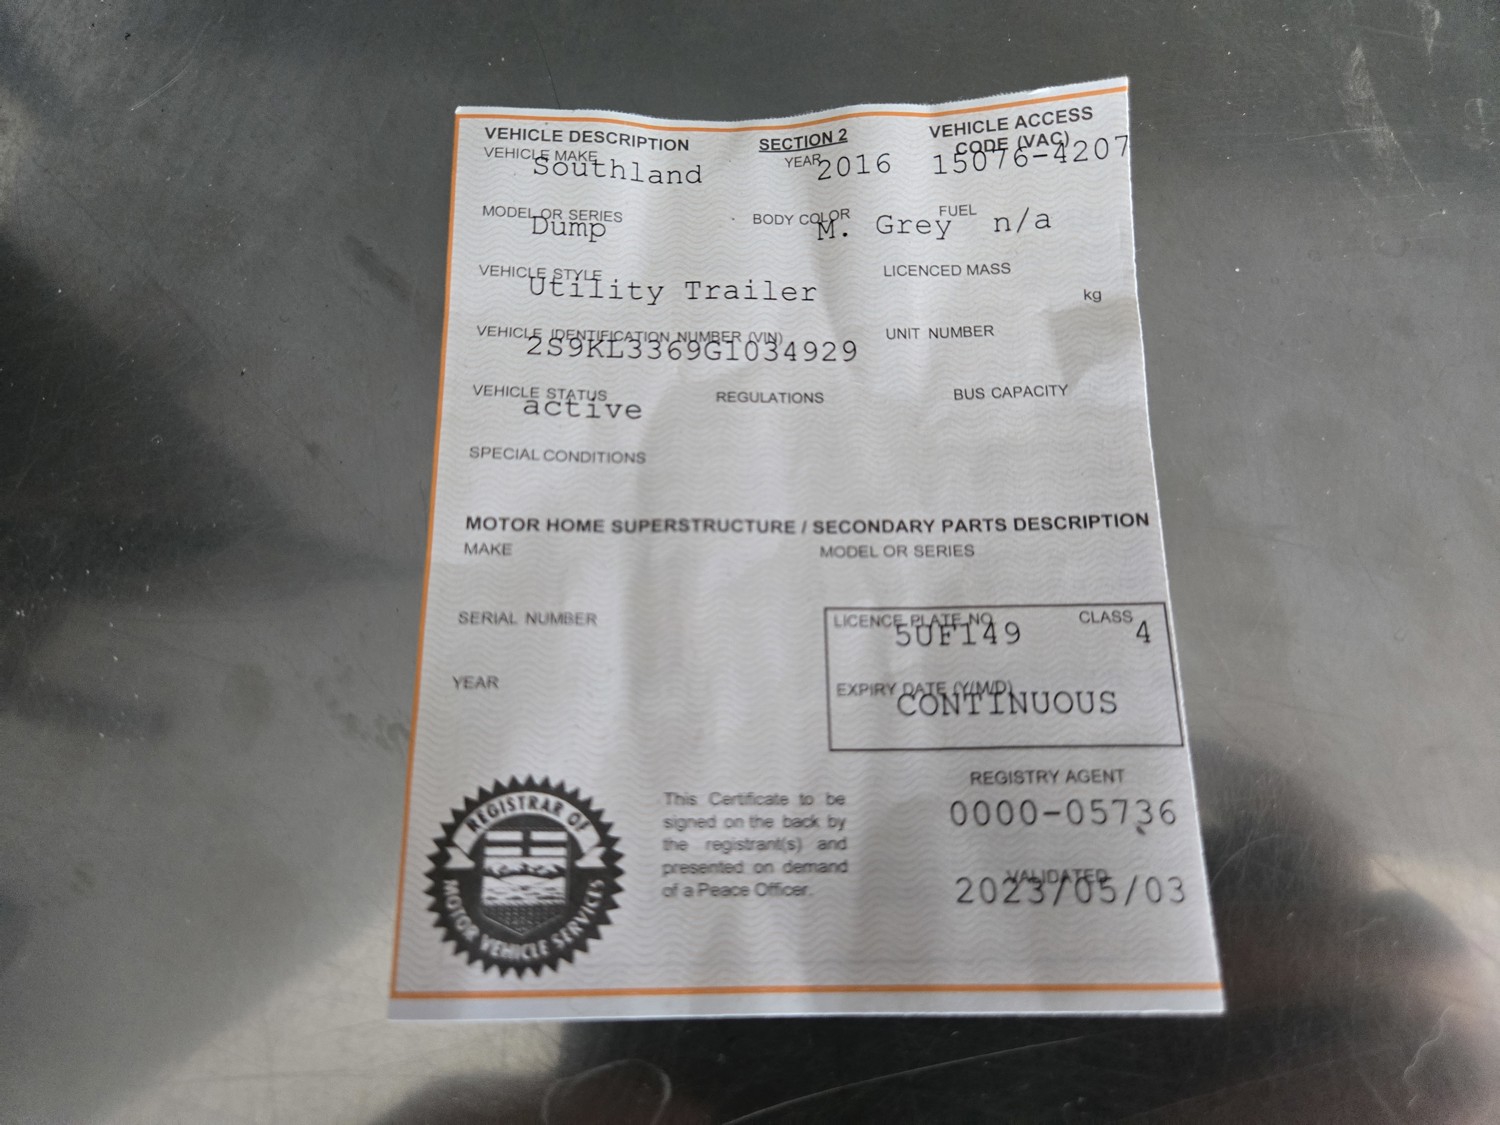 VEHICLE DESCRIPTION SECTION 2 VEHICLE ACCESS CODE (VAC)
VEHICLE MAKE Southland YEAR 2016 15076-4207
MODEL OR SERIES Dump BODY COLOR M. Grey FUEL n/a
VEHICLE STYLE Utility Trailer LICENCED MASS kg
VEHICLE IDENTIFICATION NUMBER (VIN) 2S9KL3369G1034929 UNIT NUMBER
VEHICLE STATUS active REGULATIONS BUS CAPACITY
SPECIAL CONDITIONS
MOTOR HOME SUPERSTRUCTURE / SECONDARY PARTS DESCRIPTION
MAKE MODEL OR SERIES
SERIAL NUMBER
LICENCE PLATE NO. 5UF149 CLASS 4
YEAR
EXPIRY DATE (Y/M/D) CONTINUOUS
REGISTRAR OF
MOTOR VEHICLE SERVICES
This Certificate to be
signed on the back by
the registrant(s) and
presented on demand
of a Peace Officer.
REGISTRY AGENT
0000-05736
VALIDATED
2023/05/03